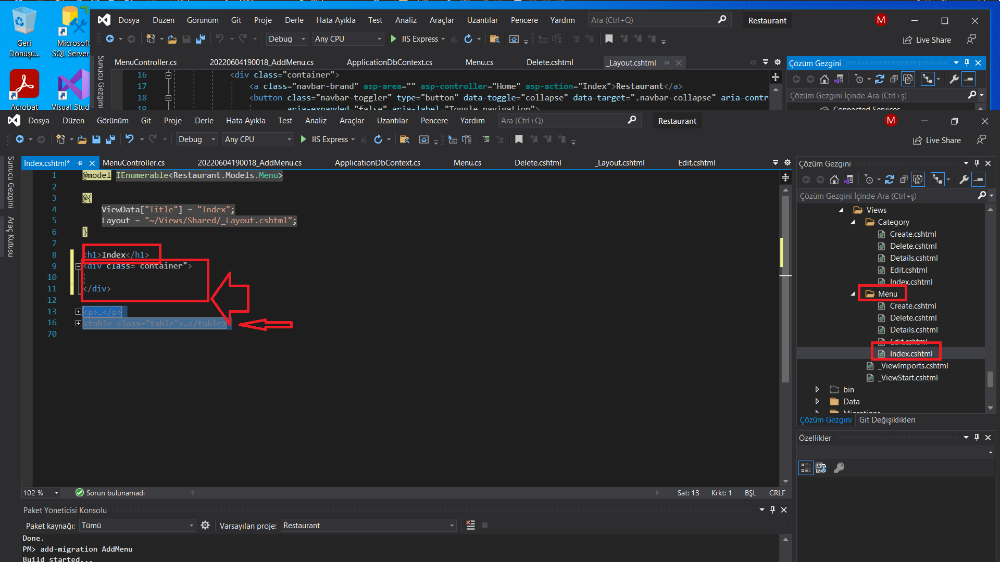 Geri
Dönüşü...
Microsoft
SQL Server
Acrobat
Visual Stud
Dosya Düzen Görünüm Git Proje Derle Hata Ayıkla Test Analiz Araçlar Uzantılar Pencere Yardım Ara (Ctrl+Q) Restaurant M
Debug Any CPU IIS Express Live Share
Sunucu Gezgini
MenuController.cs 20220604190018_AddMenu.cs ApplicationDbContext.cs Menu.cs Delete.cshtml _Layout.cshtml
16 <div class="container">
17 <a class="navbar-brand" asp-area="" asp-controller="Home" asp-action="Index">Restaurant</a>
18 <button class="navbar-toggler" type="button" data-toggle="collapse" data-target=".navbar-collapse" aria-contro
19 aria-expanded="false" aria-label="Toggle navigation">
Çözüm Gezgini
Çözüm Gezgini İçinde Ara (Ctrl+ş)
Connected Services
Dosya Düzen Görünüm Git Proje Derle Hata Ayıkla Test Analiz Araçlar Uzantılar Pencere Yardım Ara (Ctrl+Q) Restaurant M
Debug Any CPU IIS Express Live Share
Sunucu Gezgini
Araç Kutusu
Index.cshtml* MenuController.cs 20220604190018_AddMenu.cs ApplicationDbContext.cs Menu.cs Delete.cshtml _Layout.cshtml Edit.cshtml
1 @model IEnumerable<Restaurant.Models.Menu>
2
3 @{
4 ViewData["Title"] = "Index";
5 Layout = "~/Views/Shared/_Layout.cshtml";
6 }
7
8 <h1>Index</h1>
9 <div class="container">
10
11 </div>
12
13 <p>...</p>
16 <table class="table">...</table>
70
102 % Sorun bulunamadı Sat: 13 Krkt: 1 BŞL CRLF
Çözüm Gezgini
Çözüm Gezgini İçinde Ara (Ctrl+ş)
Views
Category
Create.cshtml
Delete.cshtml
Details.cshtml
Edit.cshtml
Index.cshtml
Menu
Create.cshtml
Delete.cshtml
Details.cshtml
Edit.cshtml
Index.cshtml
_ViewImports.cshtml
_ViewStart.cshtml
bin
Data
Migrations
Çözüm Gezgini Git Değişiklikleri
Özellikler
Paket Yöneticisi Konsolu
Paket kaynağı: Tümü Varsayılan proje: Restaurant
Done.
PM> add-migration AddMenu
Build started...